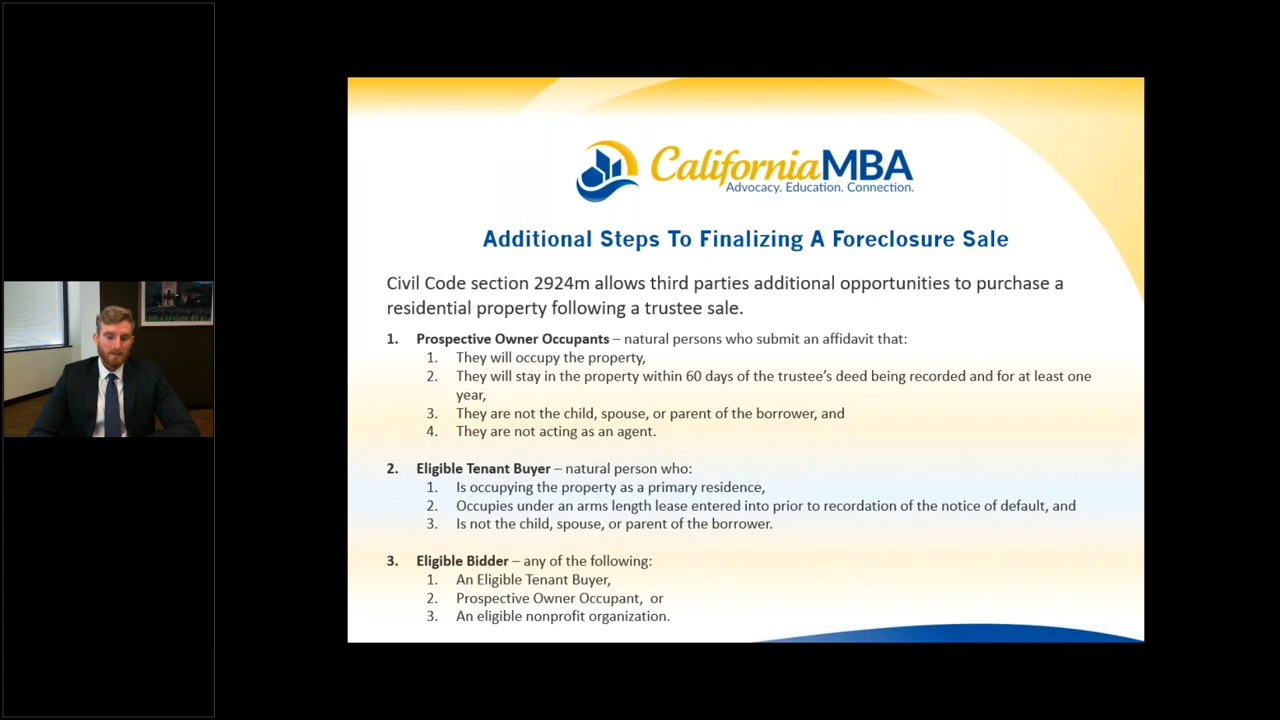 CaliforniaMBA
Advocacy. Education. Connection.
Additional Steps To Finalizing A Foreclosure Sale
Civil Code section 2924m allows third parties additional opportunities to purchase a
residential property following a trustee sale.
1. Prospective Owner Occupants – natural persons who submit an affidavit that:
1. They will occupy the property,
2. They will stay in the property within 60 days of the trustee's deed being recorded and for at least one
year,
3. They are not the child, spouse, or parent of the borrower, and
4. They are not acting as an agent.
2. Eligible Tenant Buyer – natural person who:
1. Is occupying the property as a primary residence,
2. Occupies under an arms length lease entered into prior to recordation of the notice of default, and
3. Is not the child, spouse, or parent of the borrower.
3. Eligible Bidder – any of the following:
1. An Eligible Tenant Buyer,
2. Prospective Owner Occupant, or
3. An eligible nonprofit organization.